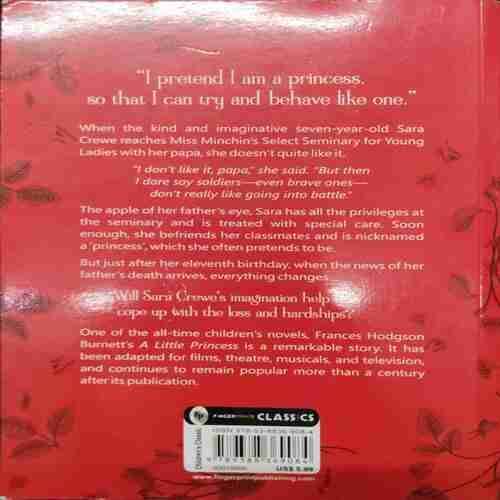 “I pretend I am a princess,
so that I can try and behave like one.”
When the kind and imaginative seven-year-old Sara
Crewe reaches Miss Minchin's Select Seminary for Young
Ladies with her papa, she doesn't quite like it.
“I don't like it, papa,” she said. “But then
I dare say soldiers—even brave ones—
don't really like going into battle.”
The apple of her father's eye, Sara has all the privileges at
the seminary and is treated with special care. Soon
enough, she befriends her classmates and is nicknamed
a 'princess', which she often pretends to be.
But just after her eleventh birthday, when the news of her
father's death arrives, everything changes
Will Sara Crewe's imagination help
cope up with the loss and hardships?
One of the all-time children's novels, Frances Hodgson
Burnett's A Little Princess is a remarkable story. It has
been adapted for films, theatre, musicals, and television,
and continues to remain popular more than a century
after its publication.
FINGERPRINT CLASSICS
ISBN
Children's Classic
US$ 5.99
www.fingerprintpublishing.com